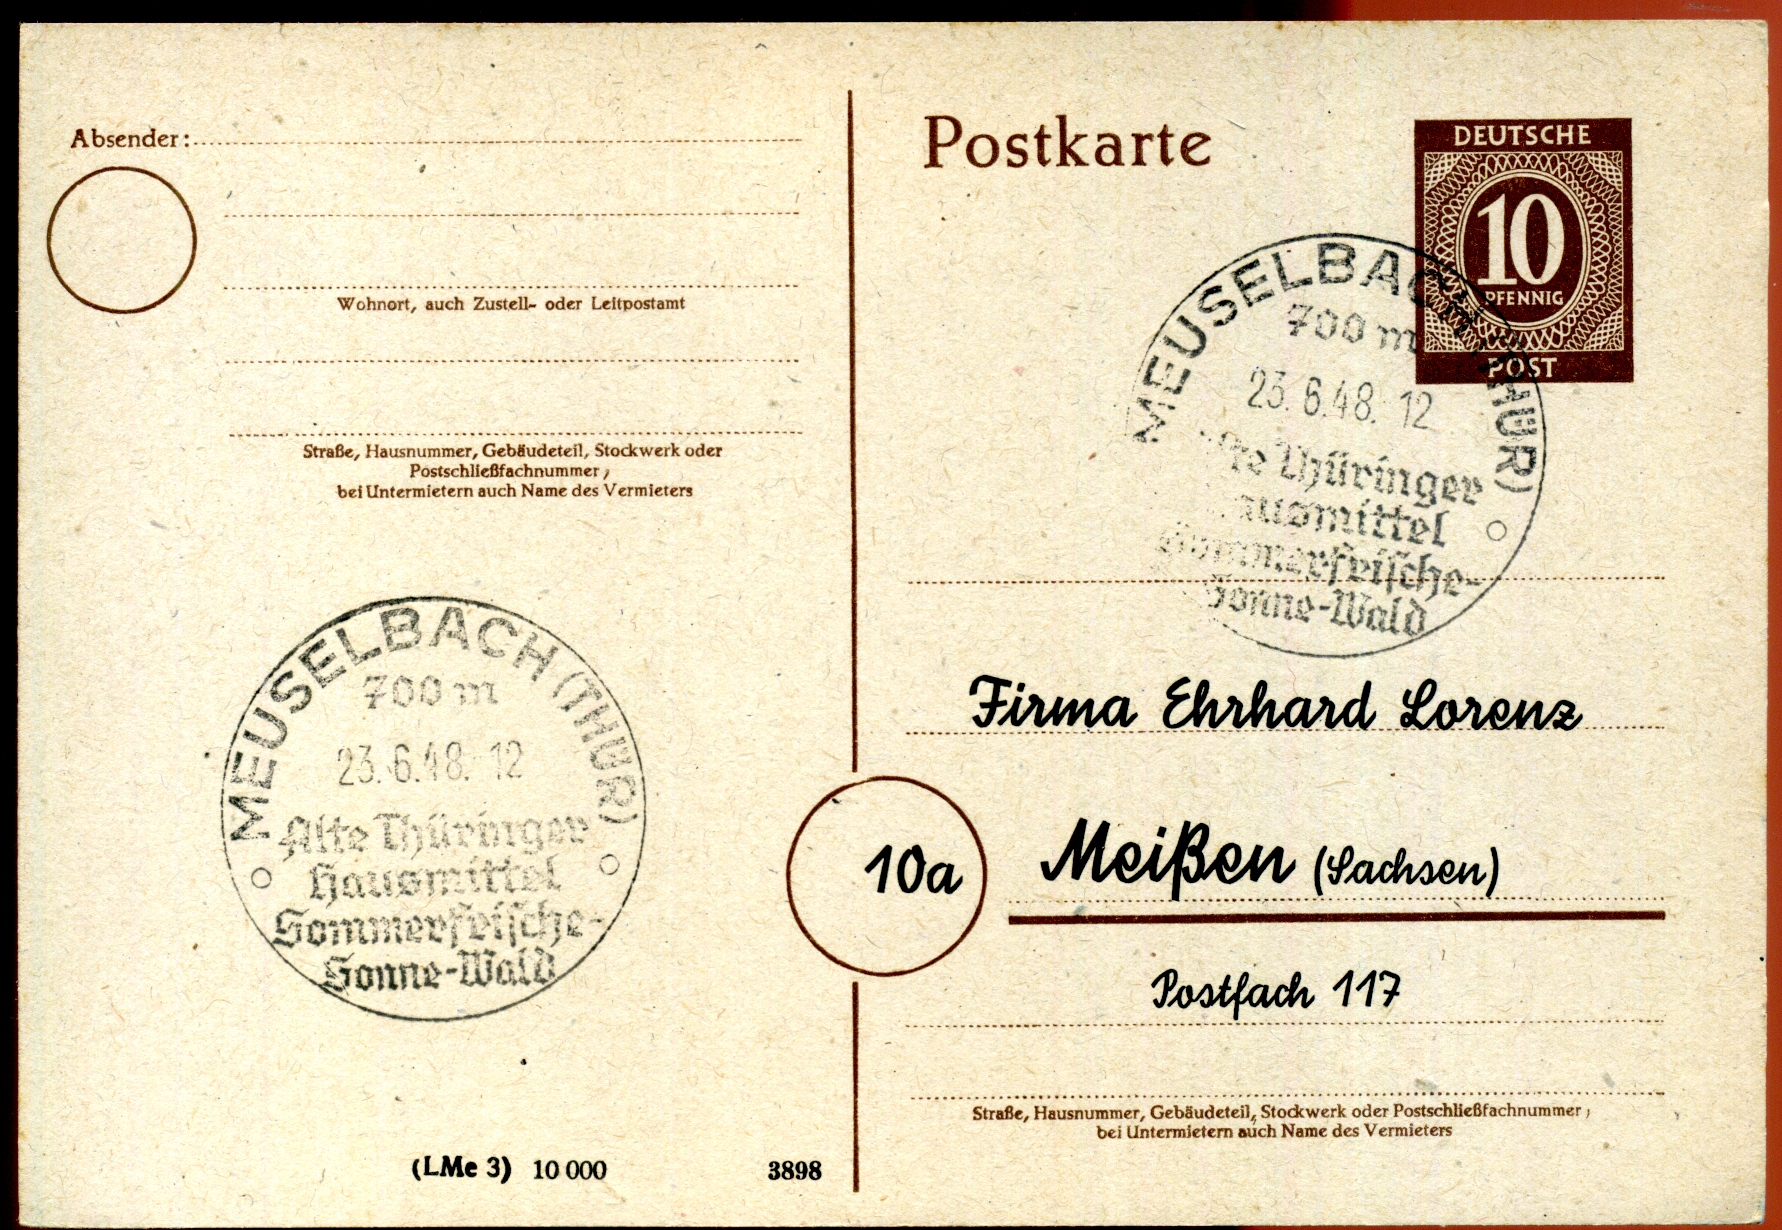 Absender:
Wohnort, auch Zustell- oder Leitpostamt
Straße, Hausnummer, Gebäudeteil, Stockwerk oder
Postschließfachnummer;
bei Untermietern auch Name des Vermieters
MEUSELBACH (THÜR)
700 m
23.6.48. 12
Alte Thüringer
Hausmittel
Sommerfrische-
Sonne-Wald
(LMe 3) 10 000
3898
Postkarte
DEUTSCHE
10
PFENNIG
POST
MEUSELBACH (THÜR)
700 m
23.6.48. 12
Alte Thüringer
Hausmittel
Sommerfrische-
Sonne-Wald
Firma Ehrhard Lorenz
10a Meißen (Sachsen)
Postfach 117
Straße, Hausnummer, Gebäudeteil, Stockwerk oder Postschließfachnummer;
bei Untermietern auch Name des Vermieters